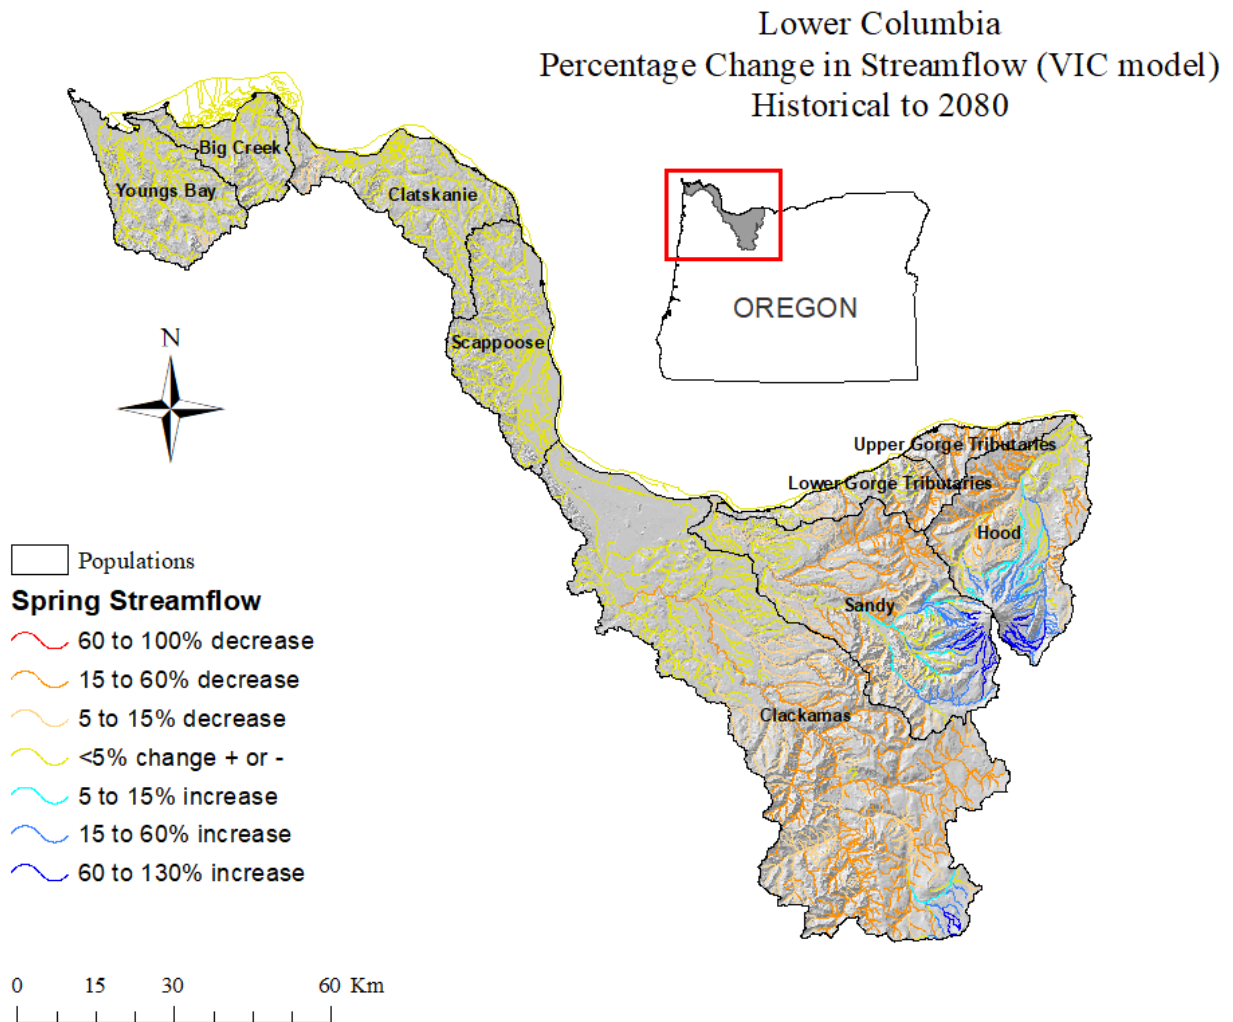 Lower Columbia
Percentage Change in Streamflow (VIC model)
Historical to 2080
Big Creek
Youngs Bay
Clatskanie
OREGON
N
Scappoose
Upper Gorge Tributaries
Lower Gorge Tributaries
Hood
Sandy
Clackamas
Populations
Spring Streamflow
60 to 100% decrease
15 to 60% decrease
5 to 15% decrease
<5% change + or -
5 to 15% increase
15 to 60% increase
60 to 130% increase
0 15 30 60 Km